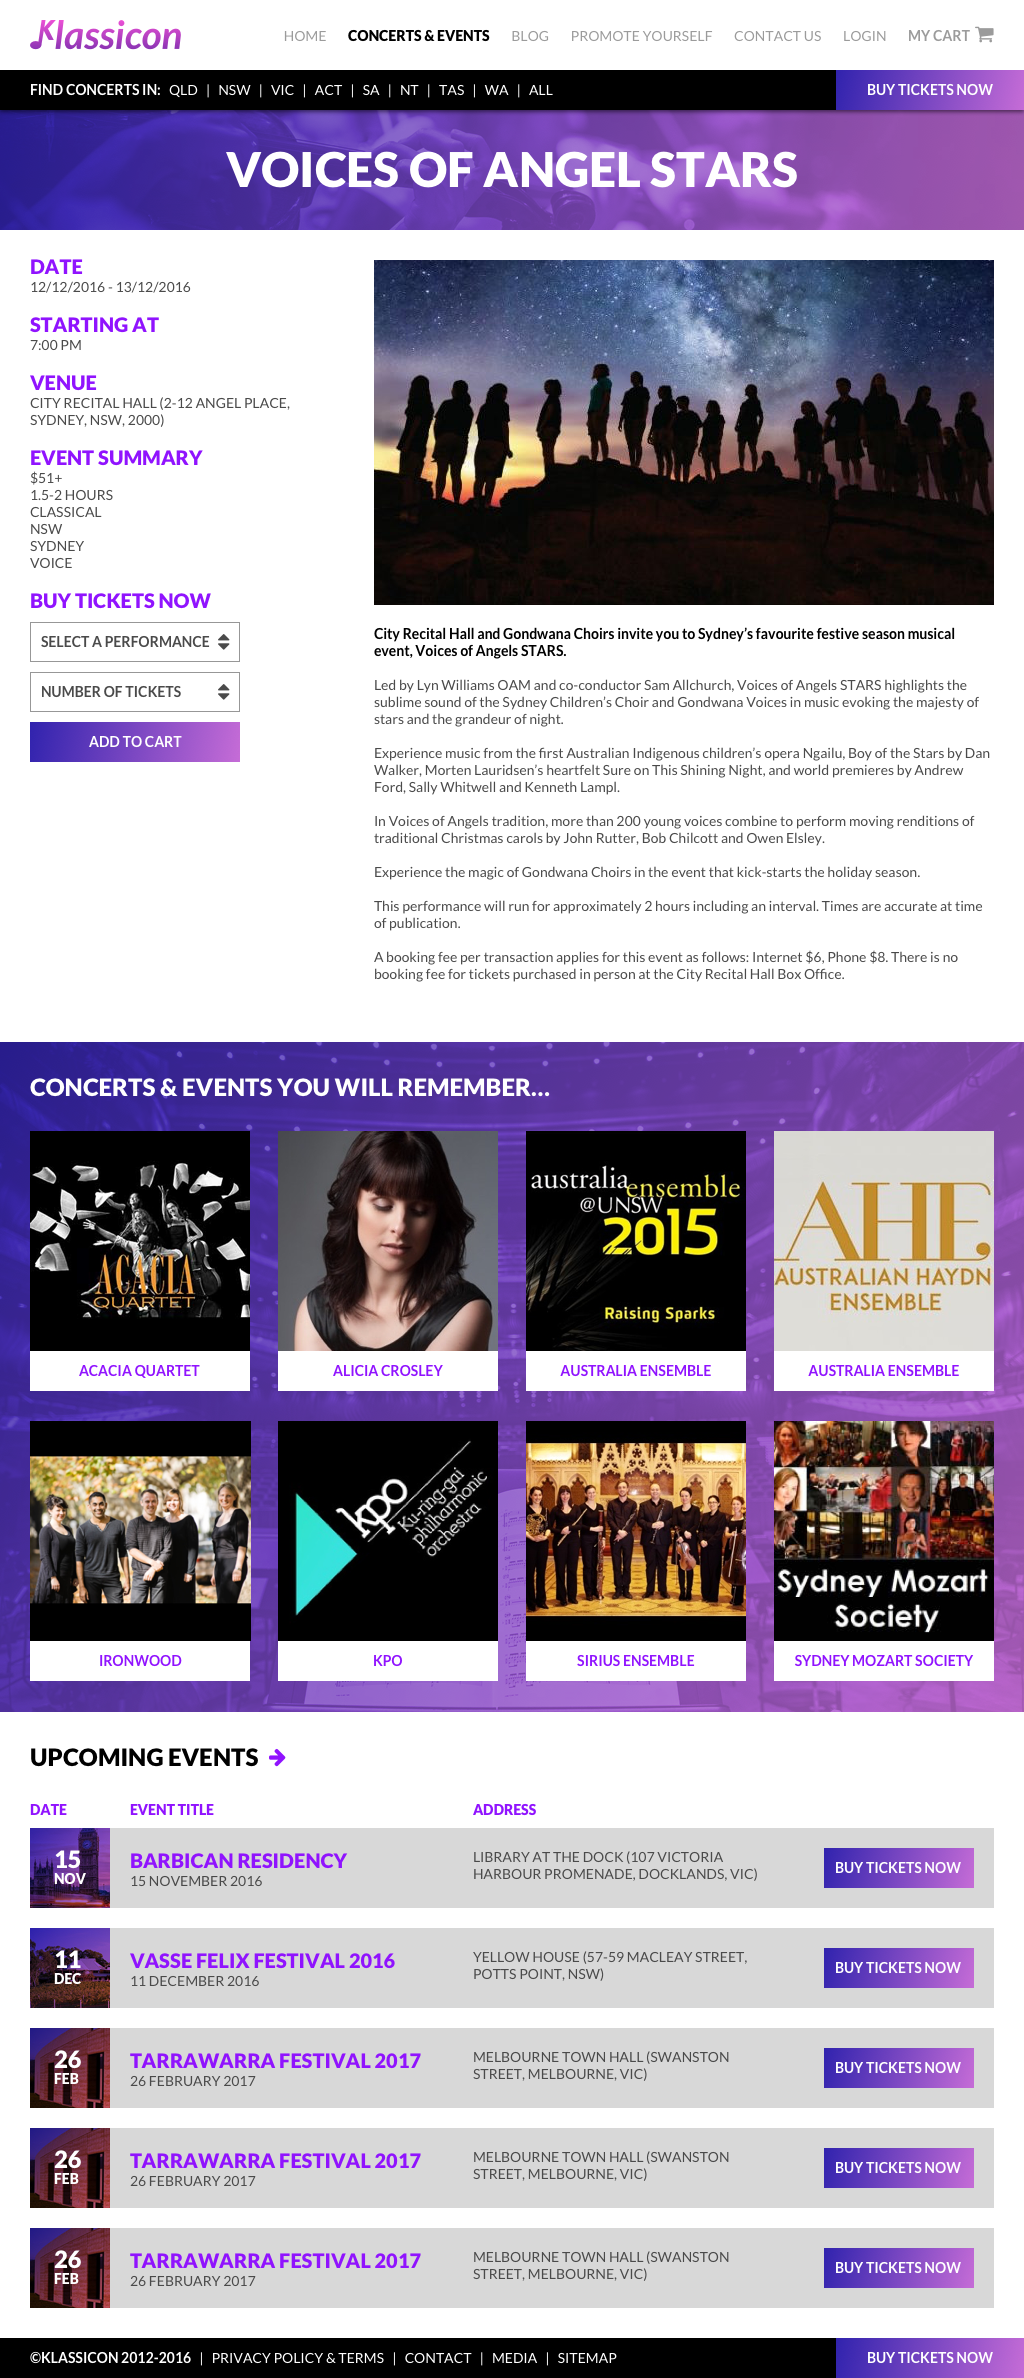 Klassicon
HOME CONCERTS & EVENTS BLOG PROMOTE YOURSELF CONTACT US LOGIN MY CART
FIND CONCERTS IN: QLD | NSW | VIC | ACT | SA | NT | TAS | WA | ALL
BUY TICKETS NOW
VOICES OF ANGEL STARS
DATE
12/12/2016 - 13/12/2016
STARTING AT
7:00 PM
VENUE
CITY RECITAL HALL (2-12 ANGEL PLACE,
SYDNEY, NSW, 2000)
EVENT SUMMARY
$51+
1.5-2 HOURS
CLASSICAL
NSW
SYDNEY
VOICE
BUY TICKETS NOW
SELECT A PERFORMANCE
NUMBER OF TICKETS
ADD TO CART
City Recital Hall and Gondwana Choirs invite you to Sydney's favourite festive season musical
event, Voices of Angels STARS.
Led by Lyn Williams OAM and co-conductor Sam Allchurch, Voices of Angels STARS highlights the
sublime sound of the Sydney Children's Choir and Gondwana Voices in music evoking the majesty of
stars and the grandeur of night.
Experience music from the first Australian Indigenous children's opera Ngailu, Boy of the Stars by Dan
Walker, Morten Lauridsen's heartfelt Sure on This Shining Night, and world premieres by Andrew
Ford, Sally Whitwell and Kenneth Lampl.
In Voices of Angels tradition, more than 200 young voices combine to perform moving renditions of
traditional Christmas carols by John Rutter, Bob Chilcott and Owen Elsley.
Experience the magic of Gondwana Choirs in the event that kick-starts the holiday season.
This performance will run for approximately 2 hours including an interval. Times are accurate at time
of publication.
A booking fee per transaction applies for this event as follows: Internet $6, Phone $8. There is no
booking fee for tickets purchased in person at the City Recital Hall Box Office.
CONCERTS & EVENTS YOU WILL REMEMBER...
ACACIA
QUARTET
australia
ensemble
@UNSW
2015
Raising Sparks
AHE
AUSTRALIAN HAYDN
ENSEMBLE
ACACIA QUARTET
ALICIA CROSLEY
AUSTRALIA ENSEMBLE
AUSTRALIA ENSEMBLE
kpo
Ku-ring-gai
philharmonic
orchestra
Sydney Mozart
Society
IRONWOOD
KPO
SIRIUS ENSEMBLE
SYDNEY MOZART SOCIETY
UPCOMING EVENTS
DATE EVENT TITLE ADDRESS
15
NOV
BARBICAN RESIDENCY
15 NOVEMBER 2016
LIBRARY AT THE DOCK (107 VICTORIA
HARBOUR PROMENADE, DOCKLANDS, VIC)
BUY TICKETS NOW
11
DEC
VASSE FELIX FESTIVAL 2016
11 DECEMBER 2016
YELLOW HOUSE (57-59 MACLEAY STREET,
POTTS POINT, NSW)
BUY TICKETS NOW
26
FEB
TARRAWARRA FESTIVAL 2017
26 FEBRUARY 2017
MELBOURNE TOWN HALL (SWANSTON
STREET, MELBOURNE, VIC)
BUY TICKETS NOW
26
FEB
TARRAWARRA FESTIVAL 2017
26 FEBRUARY 2017
MELBOURNE TOWN HALL (SWANSTON
STREET, MELBOURNE, VIC)
BUY TICKETS NOW
26
FEB
TARRAWARRA FESTIVAL 2017
26 FEBRUARY 2017
MELBOURNE TOWN HALL (SWANSTON
STREET, MELBOURNE, VIC)
BUY TICKETS NOW
©KLASSICON 2012-2016 | PRIVACY POLICY & TERMS | CONTACT | MEDIA | SITEMAP
BUY TICKETS NOW